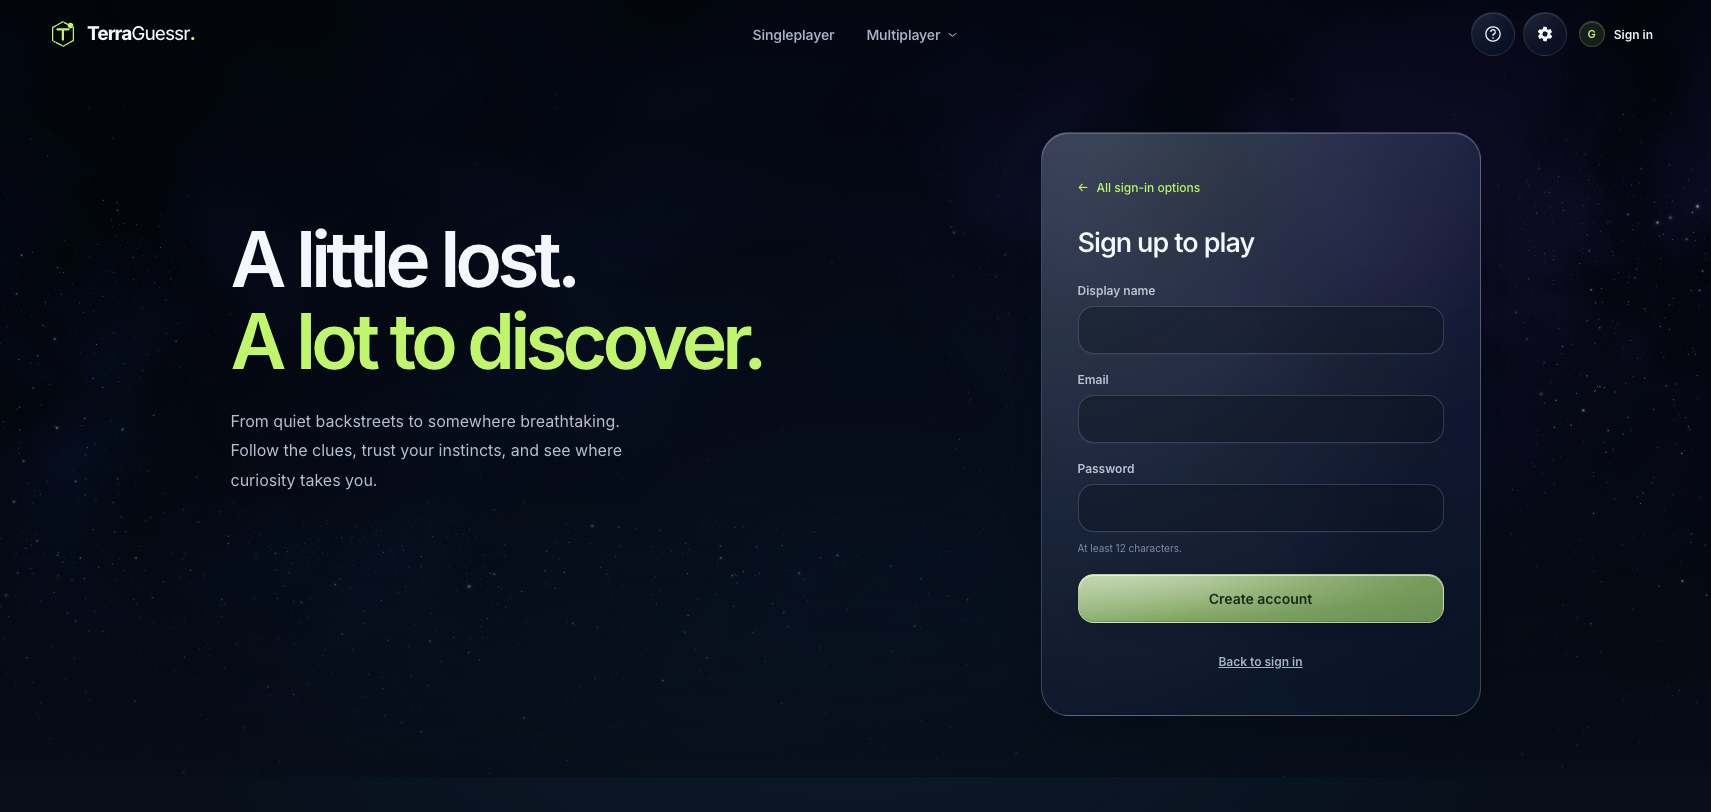 TerraGuessr.
Singleplayer
Multiplayer
G
Sign in
A little lost.
A lot to discover.
From quiet backstreets to somewhere breathtaking.
Follow the clues, trust your instincts, and see where
curiosity takes you.
← All sign-in options
Sign up to play
Display name
Email
Password
At least 12 characters.
Create account
Back to sign in